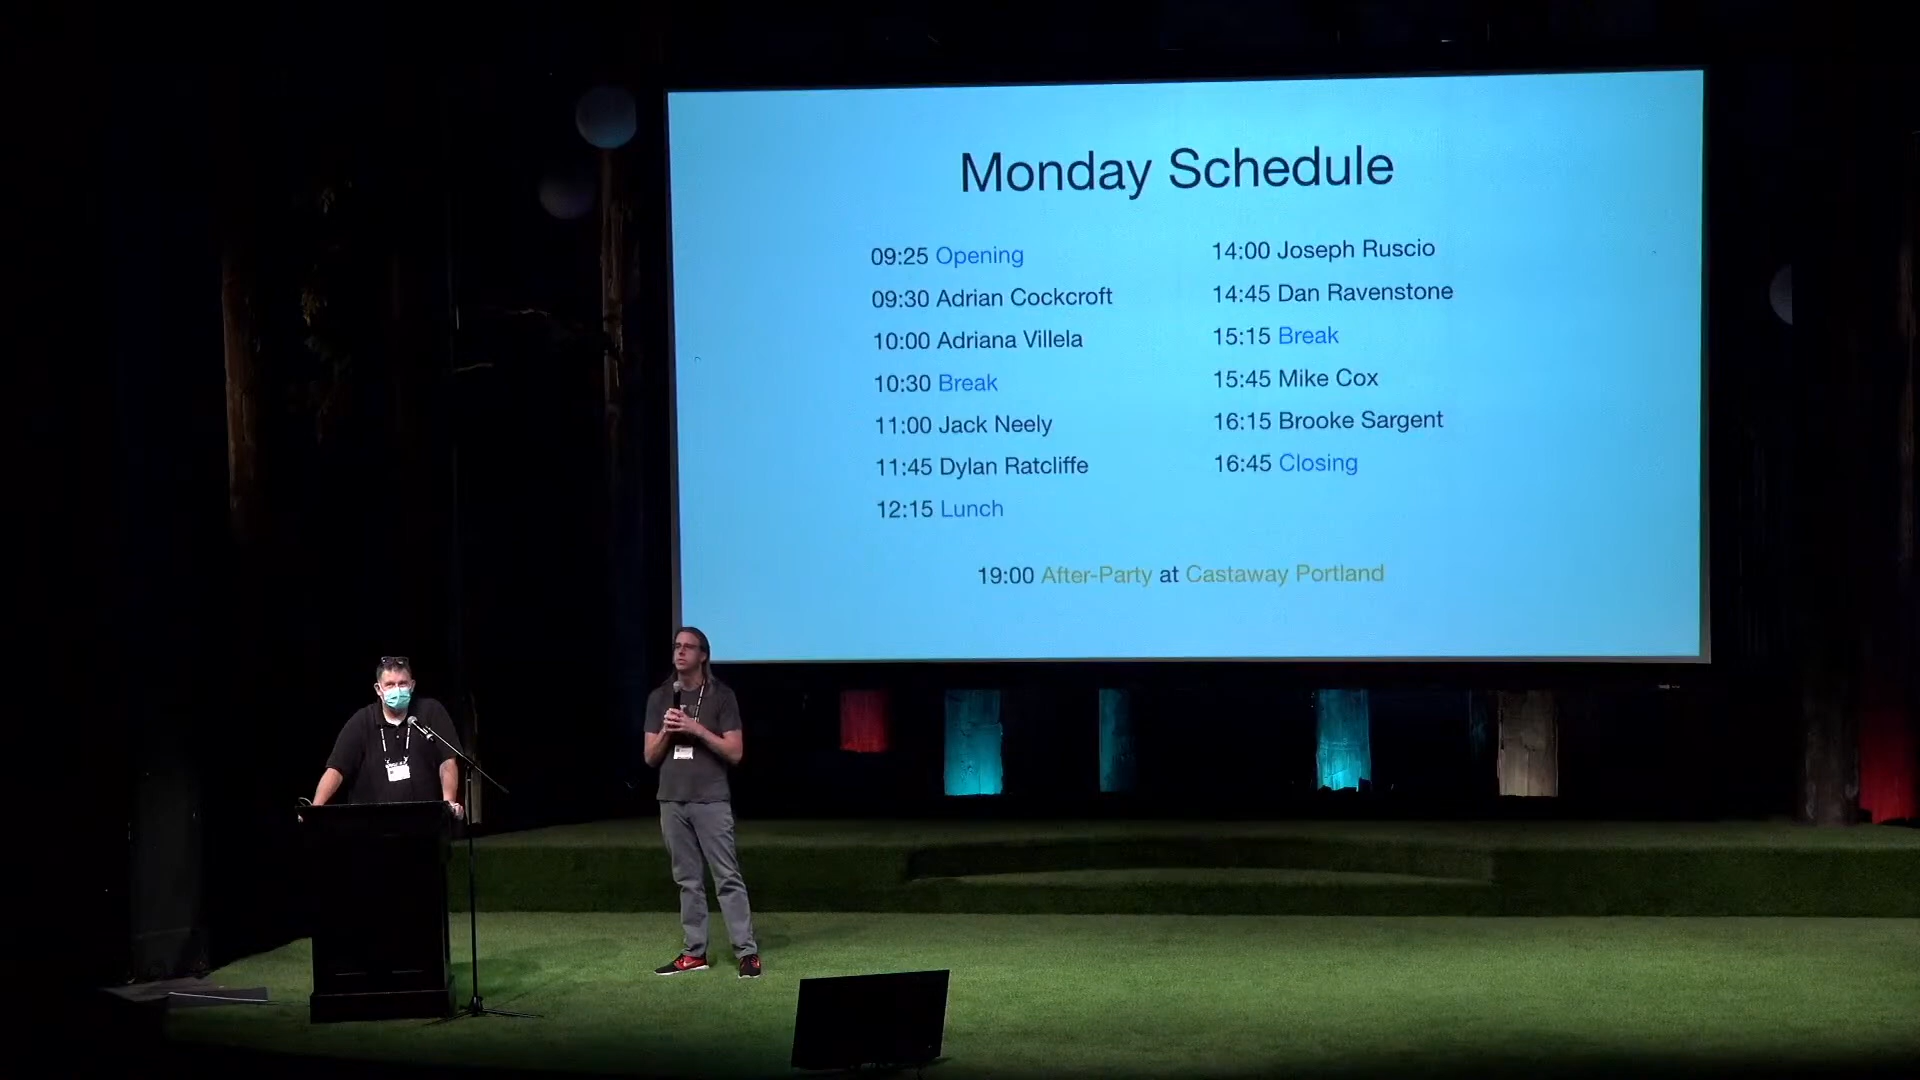 Monday Schedule
09:25 Opening
09:30 Adrian Cockcroft
10:00 Adriana Villela
10:30 Break
11:00 Jack Neely
11:45 Dylan Ratcliffe
12:15 Lunch
14:00 Joseph Ruscio
14:45 Dan Ravenstone
15:15 Break
15:45 Mike Cox
16:15 Brooke Sargent
16:45 Closing
19:00 After-Party at Castaway Portland